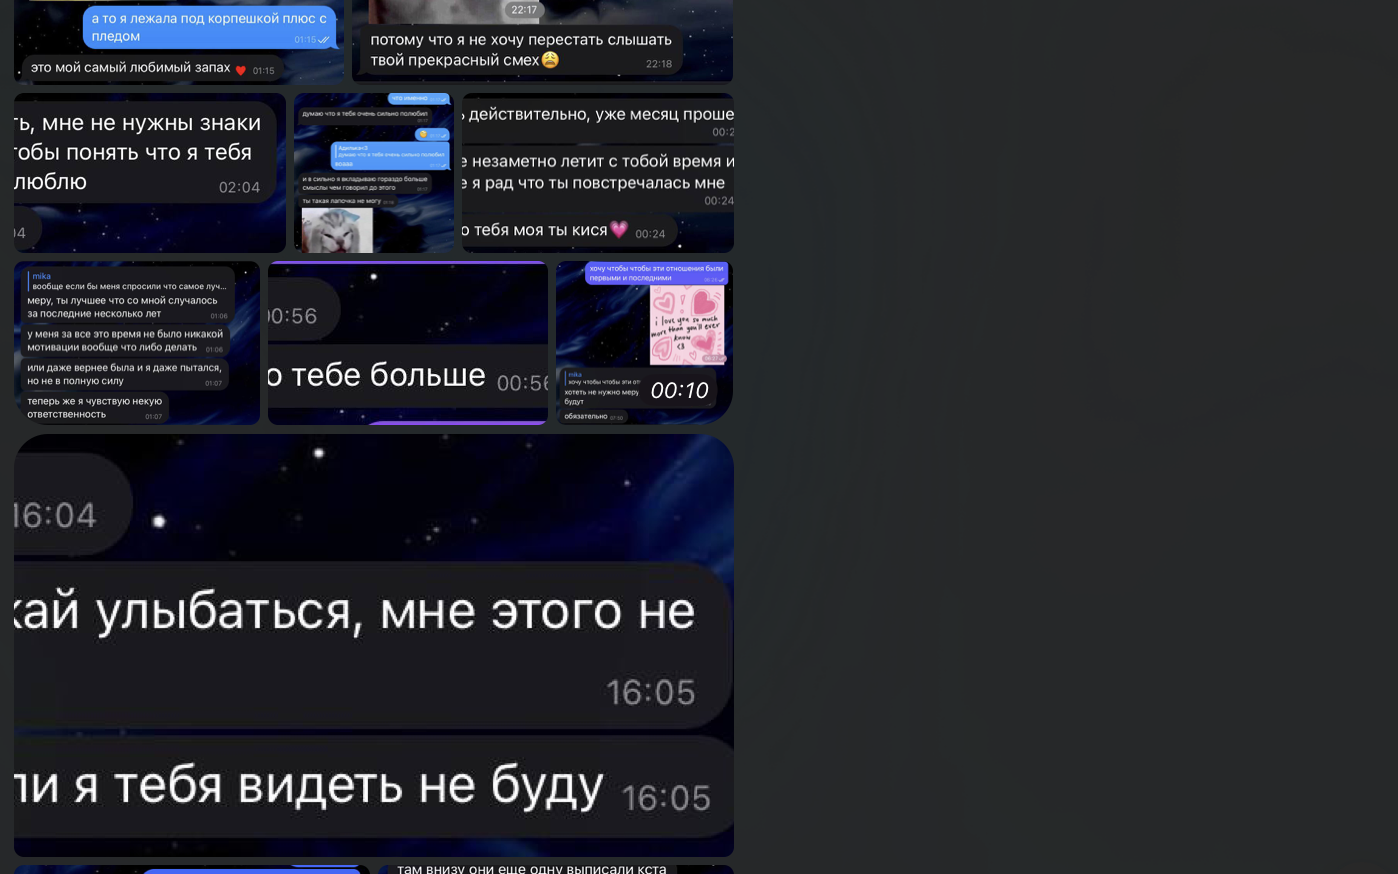 а то я лежала под корпешкой плюс с
пледом
01:15
это мой самый любимый запах ❤️ 01:15
22:17
потому что я не хочу перестать слышать
твой прекрасный смех😩
22:18
ть, мне не нужны знаки
тобы понять что я тебя
люблю
02:04
04
что именно
думаю что я тебя очень сильно полюбил
Аделька<3
думаю что я тебя очень сильно полюбил
и в сильно я вкладываю гораздо больше
смыслы чем говорил до этого
ты такая лапочка не могу
ь действительно, уже месяц проше
00:2
е незаметно летит с тобой время и
е я рад что ты повстречалась мне
00:24
о тебя моя ты кися💗 00:24
mika
вообще если бы меня спросили что самое луч...
меру, ты лучшее что со мной случалось
за последние несколько лет
01:06
у меня за все это время не было никакой
мотивации вообще что либо делать 01:06
или даже вернее была и я даже пытался,
но не в полную силу
01:07
теперь же я чувствую некую
ответственность
01:07
00:56
о тебе больше 00:56
хочу чтобы чтобы эти отношения были
первыми и последними
i love you so much
more than you'll ever
know
<3
mika
хочу чтобы чтобы эти от
хотеть не нужно меру
будут
00:10
обязательно 07:50
16:04
кай улыбаться, мне этого не
16:05
ли я тебя видеть не буду 16:05
там внизу они еще одну выписали кста